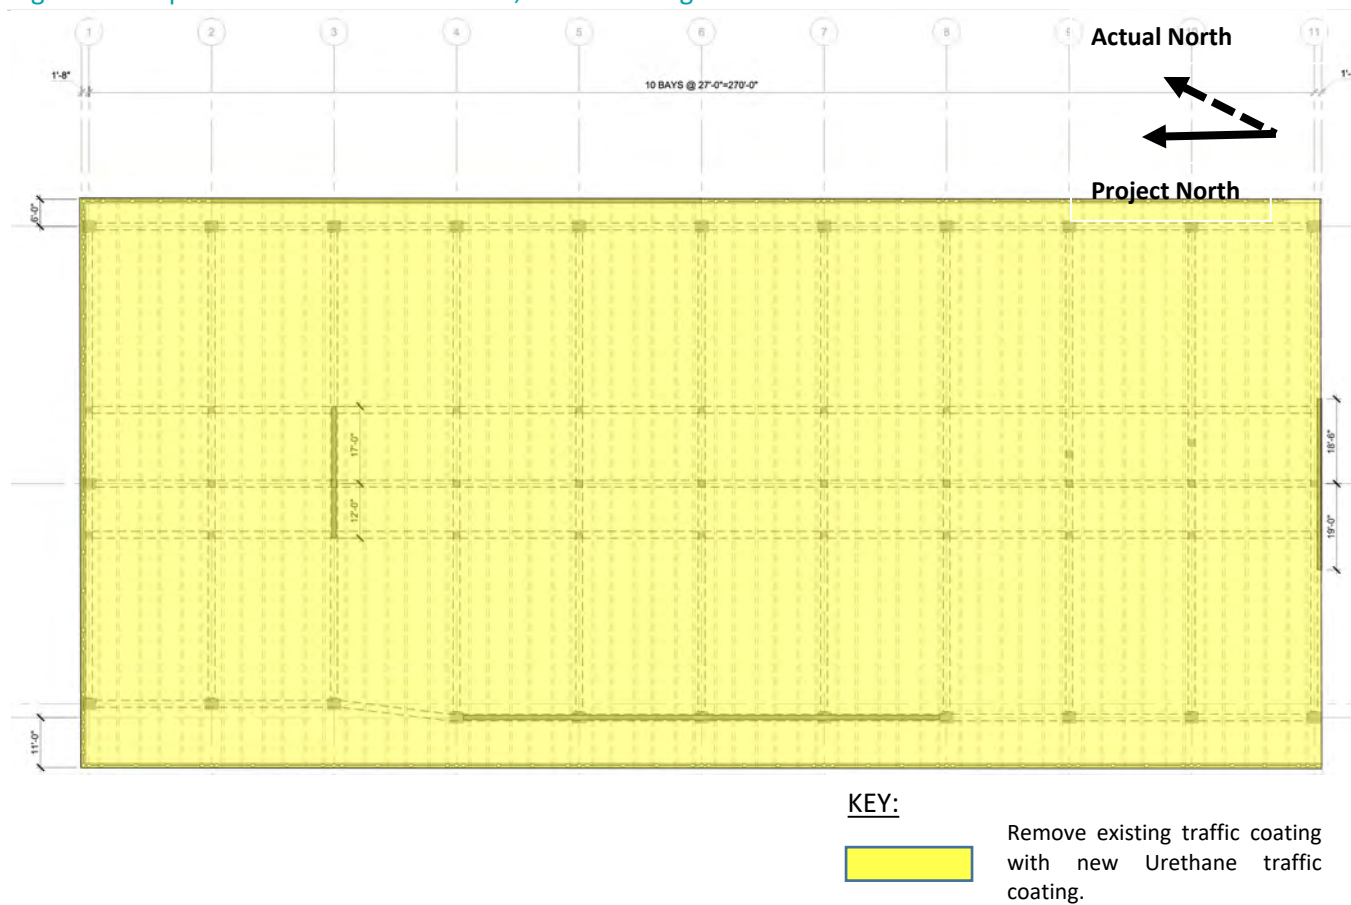 1 2 3 4 5 6 7 8 9 11
Actual North
1'-8"
10 BAYS @ 27'-0"=270'-0"
Project North
6'-0"
17'-0"
12'-0"
18'-6"
19'-0"
11'-0"
KEY:
Remove existing traffic coating
with new Urethane traffic
coating.